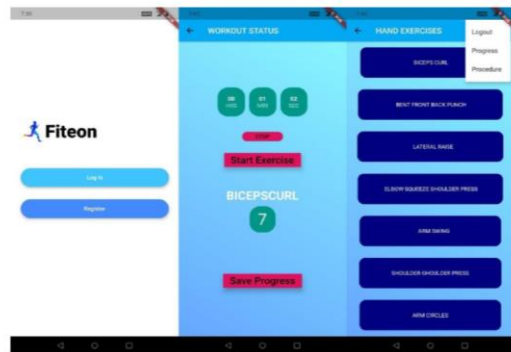 Fiteon
Log In
Register
WORKOUT STATUS
00
01
02
MIN
SEC
STOP
Start Exercise
BICEPSCURL
7
Save Progress
HAND EXERCISES
Logout
Progress
Procedure
BICEPS CURL
BENT FRONT BACK PUNCH
LATERAL RAISE
ELBOW SQUEEZE SHOULDER PRESS
ARM SWING
SHOULDER GHOULDER PRESS
ARM CIRCLES